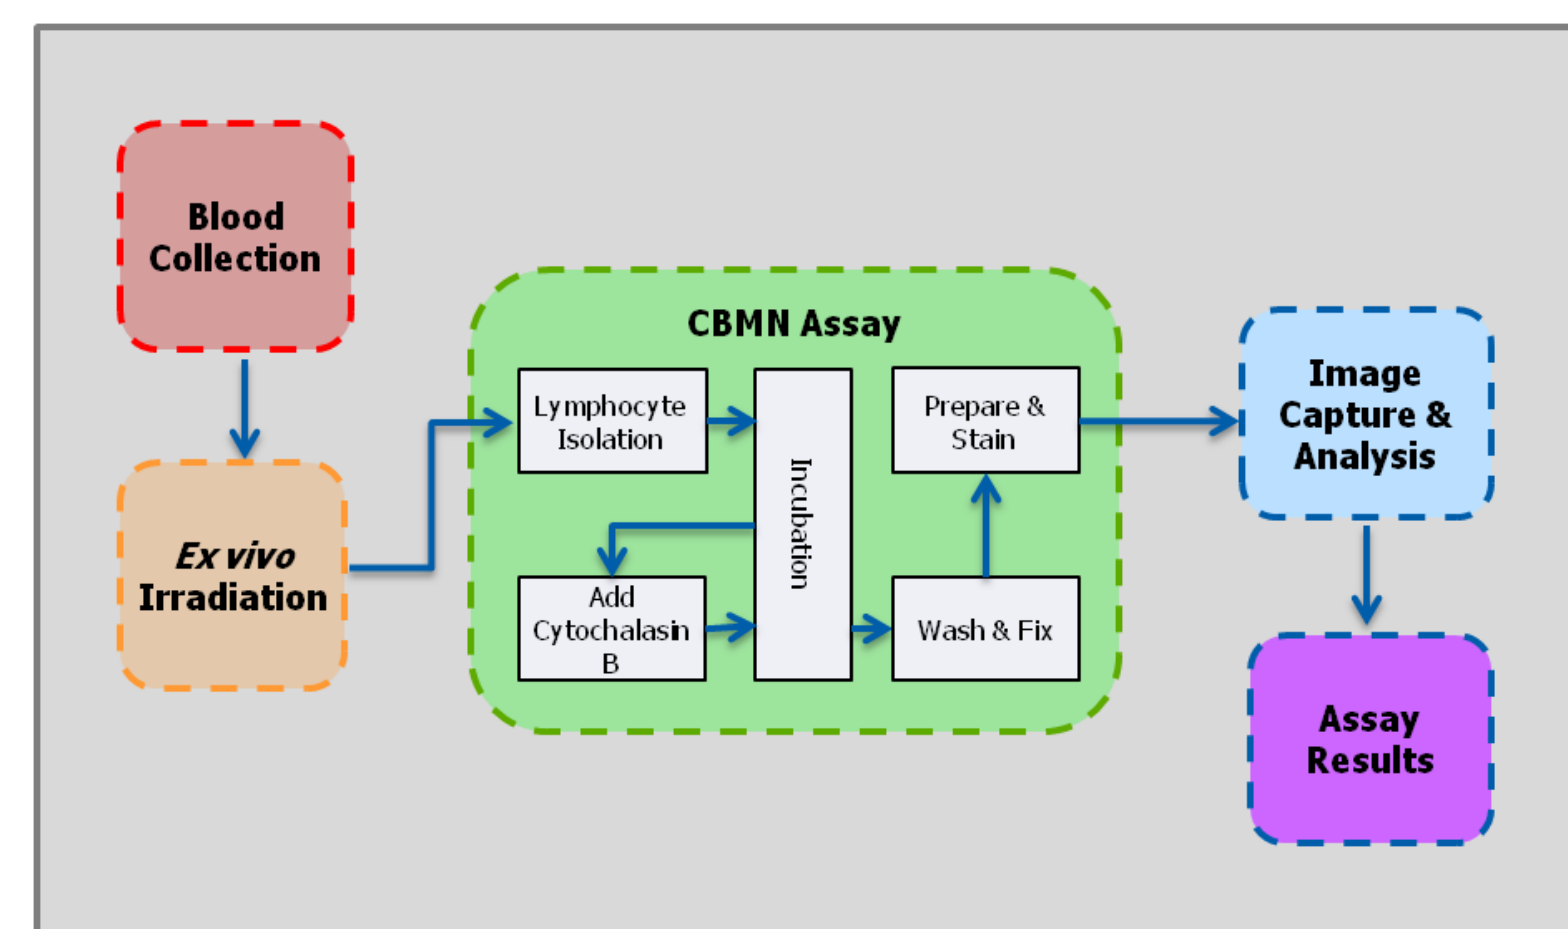 Blood
Collection
Ex vivo
Irradiation
CBMN Assay
Lymphocyte
Isolation
Incubation
Add
Cytochalasin
B
Prepare &
Stain
Wash & Fix
Image
Capture &
Analysis
Assay
Results